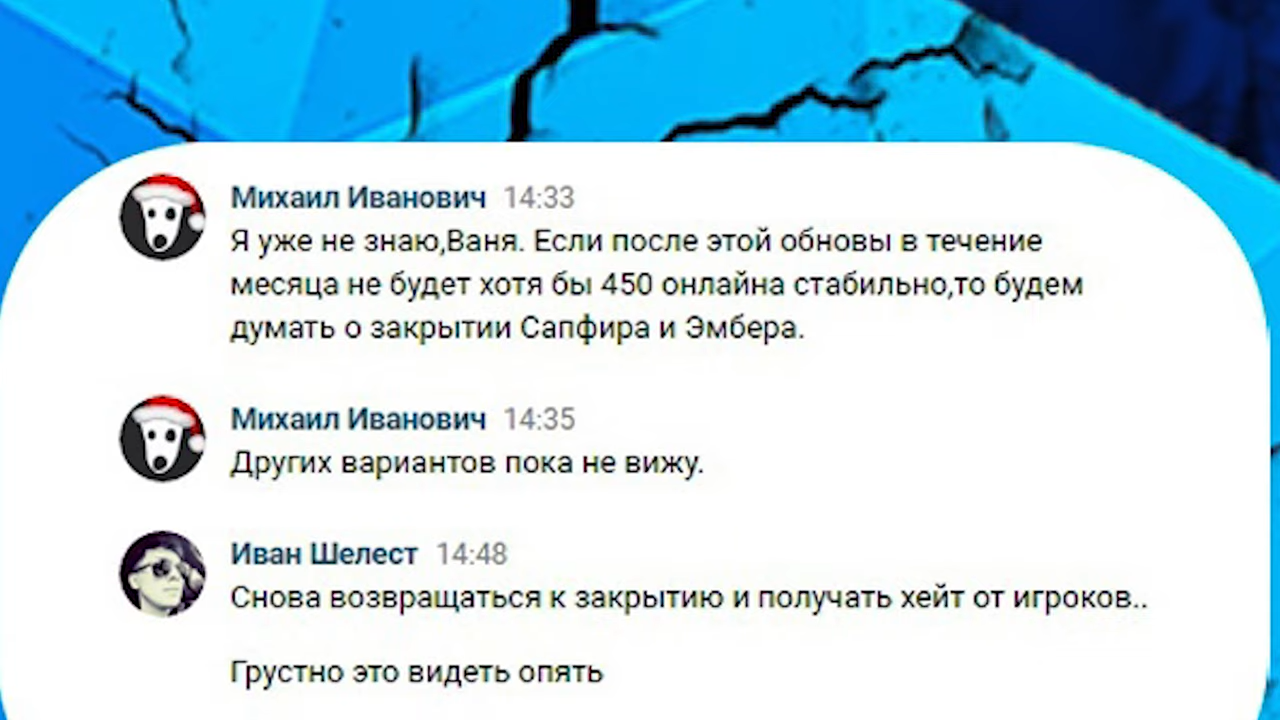 Михаил Иванович 14:33
Я уже не знаю,Ваня. Если после этой обновы в течение
месяца не будет хотя бы 450 онлайна стабильно,то будем
думать о закрытии Сапфира и Эмбера.
Михаил Иванович 14:35
Других вариантов пока не вижу.
Иван Шелест 14:48
Снова возвращаться к закрытию и получать хейт от игроков..
Грустно это видеть опять